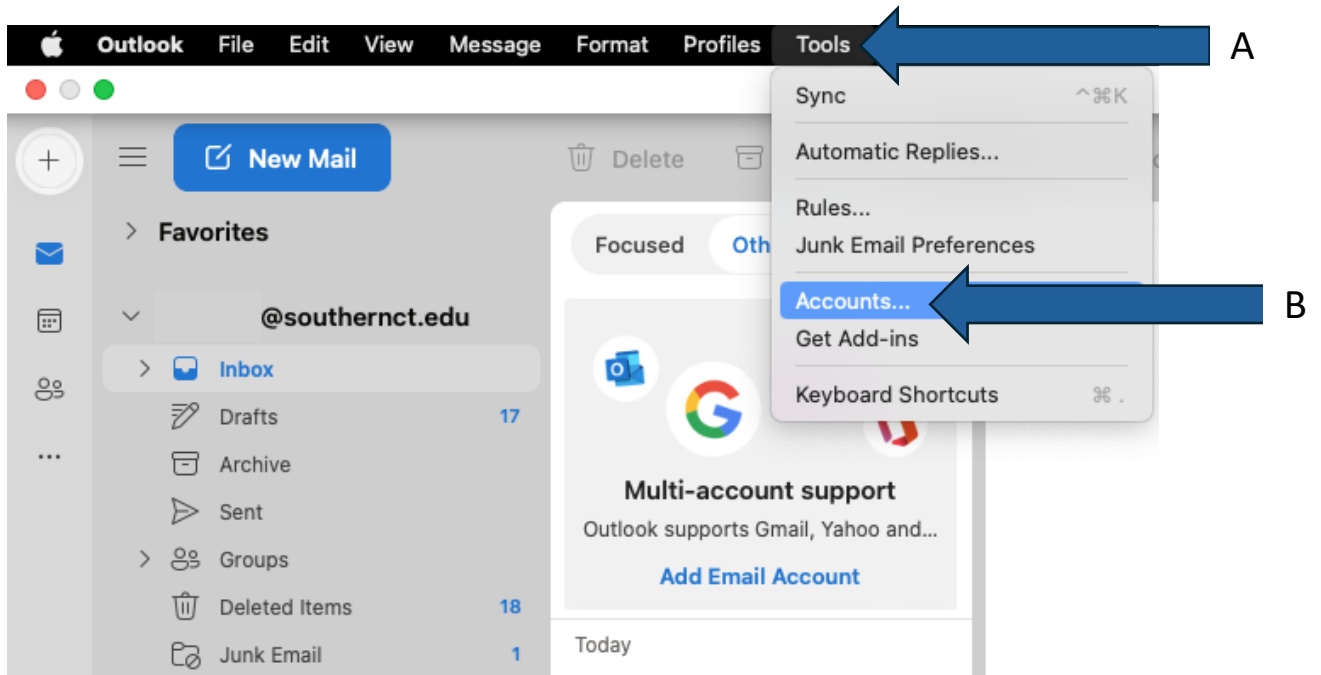 Outlook File Edit View Message Format Profiles Tools A
Sync ^⌘K
New Mail Delete Automatic Replies...
Favorites Rules...
Focused Oth Junk Email Preferences
@southernct.edu Accounts... B
Get Add-ins
Inbox
Keyboard Shortcuts ⌘ .
Drafts 17
Archive
Multi-account support
Sent
Outlook supports Gmail, Yahoo and...
Groups
Add Email Account
Deleted Items 18
Today
Junk Email 1